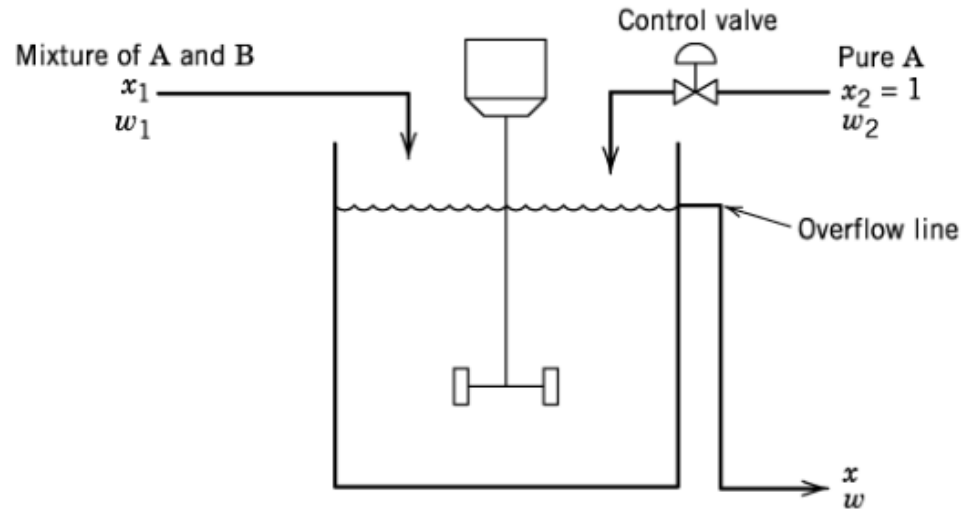 Control valve
Mixture of A and B
x1
w1
Pure A
x2 = 1
w2
Overflow line
x
w